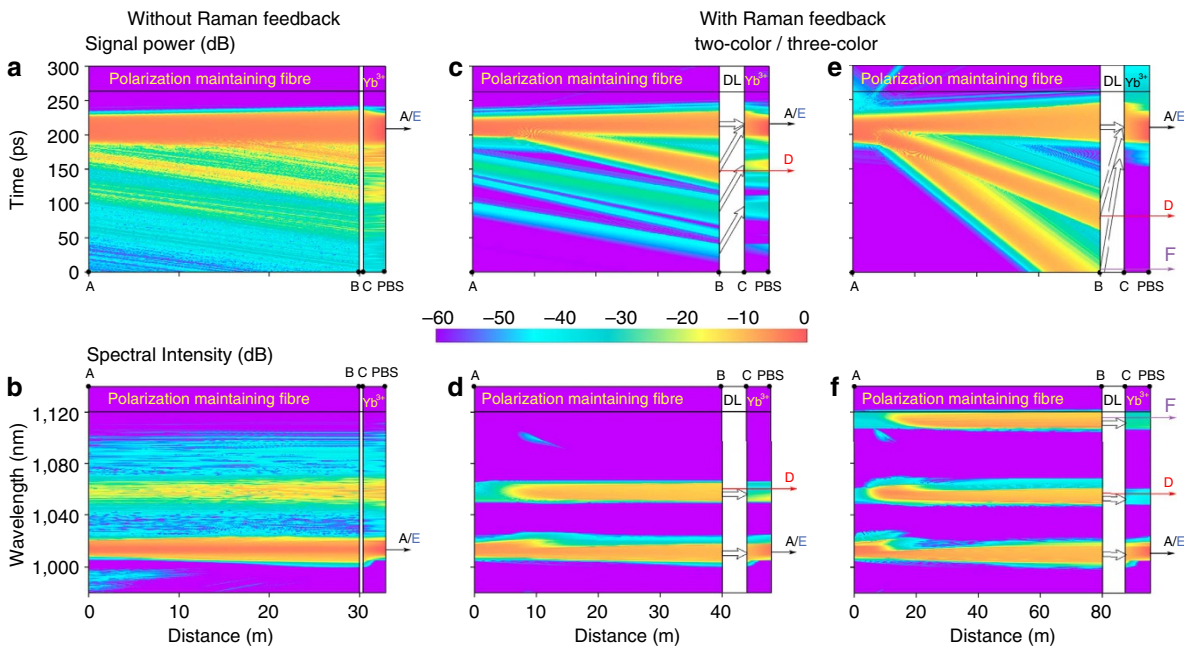 Without Raman feedback
With Raman feedback
two-color / three-color
Signal power (dB)
a
Polarization maintaining fibre
Yb3+
300
250
200
150
100
50
0
Time (ps)
A/E
A
B C PBS
c
Polarization maintaining fibre
DL
Yb3+
A/E
D
A
B
C
PBS
e
Polarization maintaining fibre
DL
Yb3+
A/E
D
F
A
B
C
PBS
–60
–50
–40
–30
–20
–10
0
Spectral Intensity (dB)
b
A
B C PBS
Polarization maintaining fibre
Yb3+
1,120
1,080
1,040
1,000
Wavelength (nm)
A/E
0
10
20
30
Distance (m)
d
A
B
C PBS
Polarization maintaining fibre
DL
Yb3+
D
A/E
0
10
20
30
40
Distance (m)
f
A
B
C PBS
Polarization maintaining fibre
DL
Yb3+
F
D
A/E
0
20
40
60
80
Distance (m)